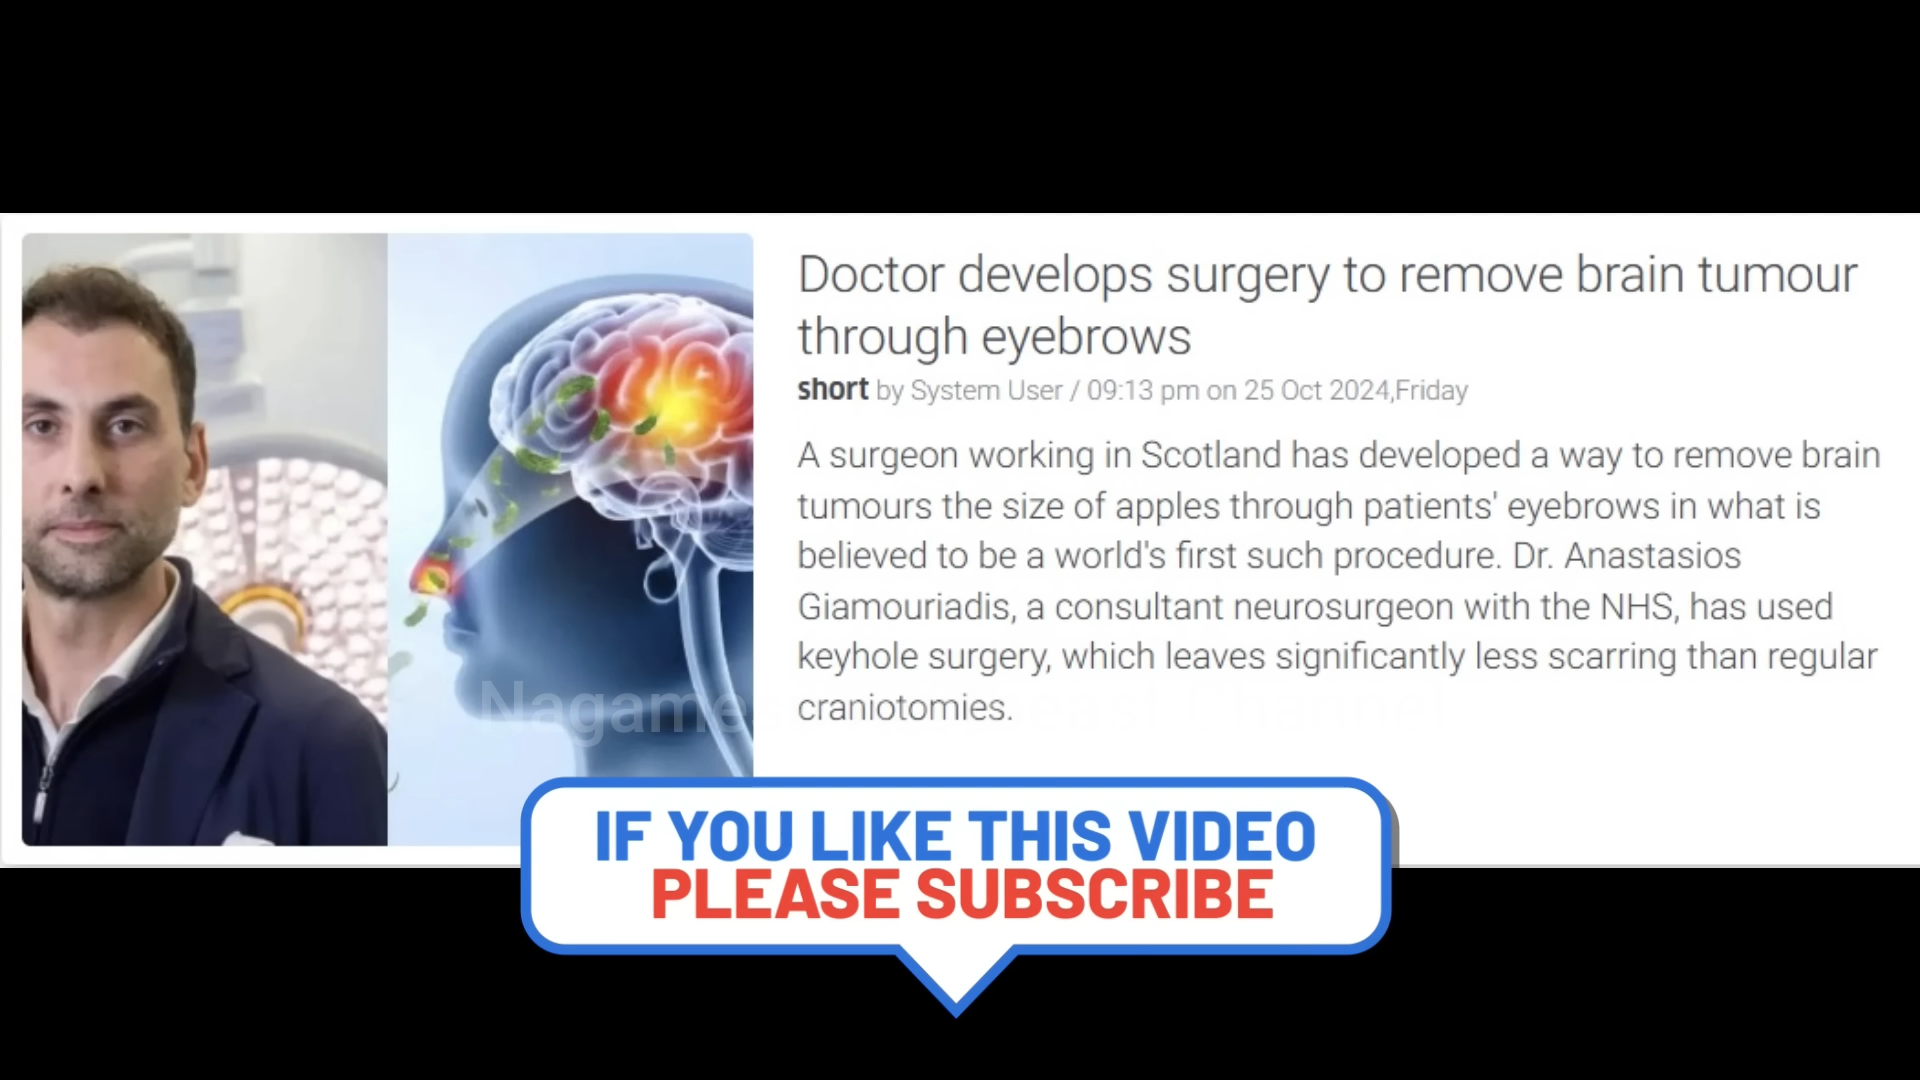 Doctor develops surgery to remove brain tumour
through eyebrows
short by System User / 09:13 pm on 25 Oct 2024,Friday
A surgeon working in Scotland has developed a way to remove brain
tumours the size of apples through patients' eyebrows in what is
believed to be a world's first such procedure. Dr. Anastasios
Giamouriadis, a consultant neurosurgeon with the NHS, has used
keyhole surgery, which leaves significantly less scarring than regular
craniotomies.
IF YOU LIKE THIS VIDEO
PLEASE SUBSCRIBE